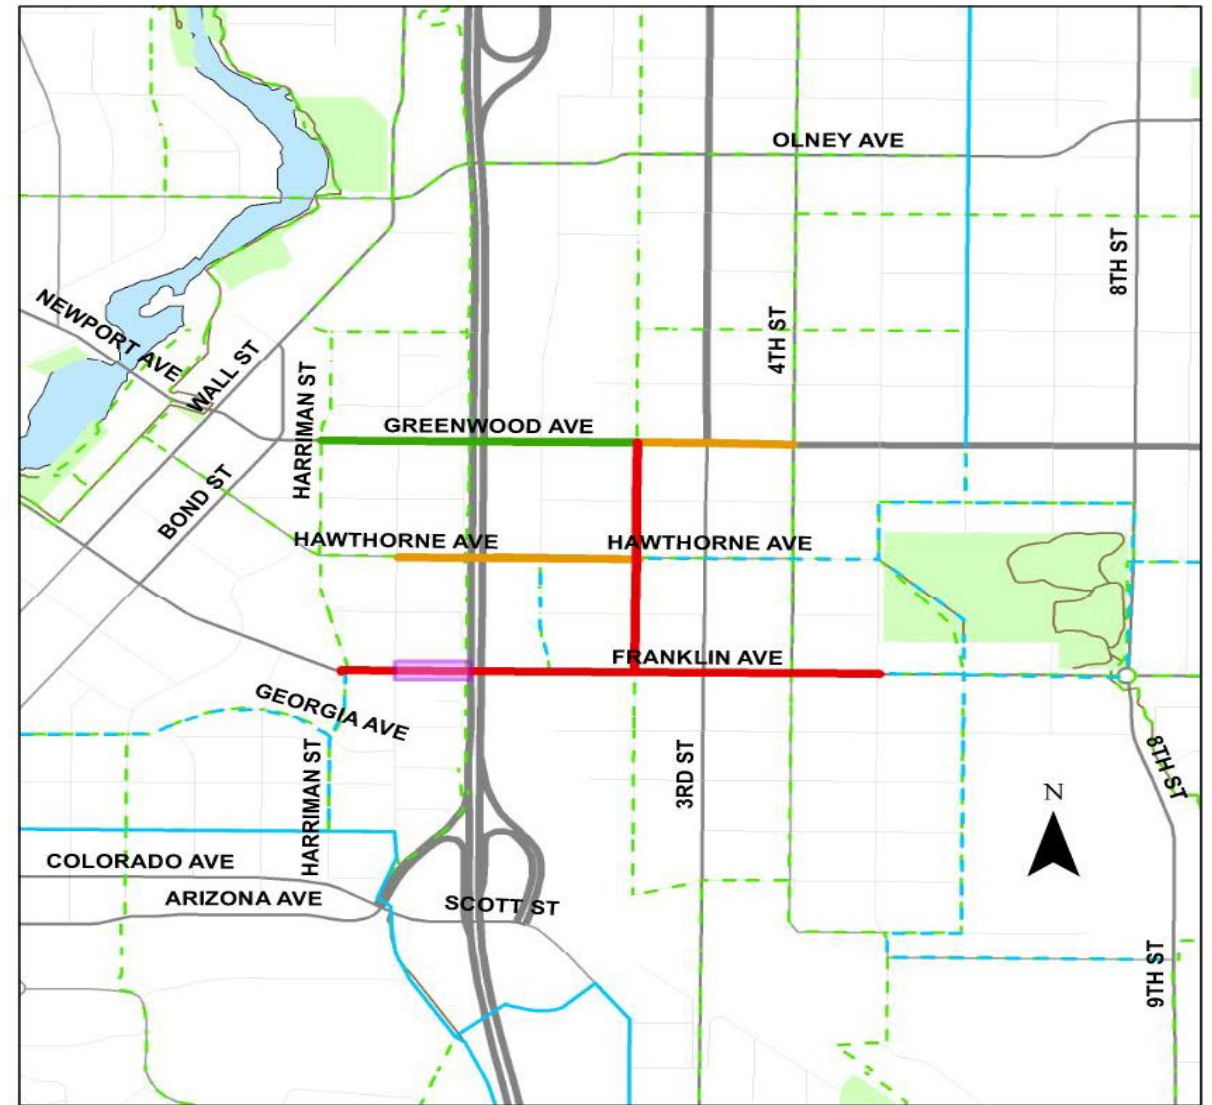 OLNEY AVE
8TH ST
NEWPORT AVE
4TH ST
WALL ST
HARRIMAN ST
GREENWOOD AVE
BOND ST
HAWTHORNE AVE
HAWTHORNE AVE
FRANKLIN AVE
GEORGIA AVE
3RD ST
8TH ST
HARRIMAN ST
N
COLORADO AVE
ARIZONA AVE
SCOTT ST
9TH ST